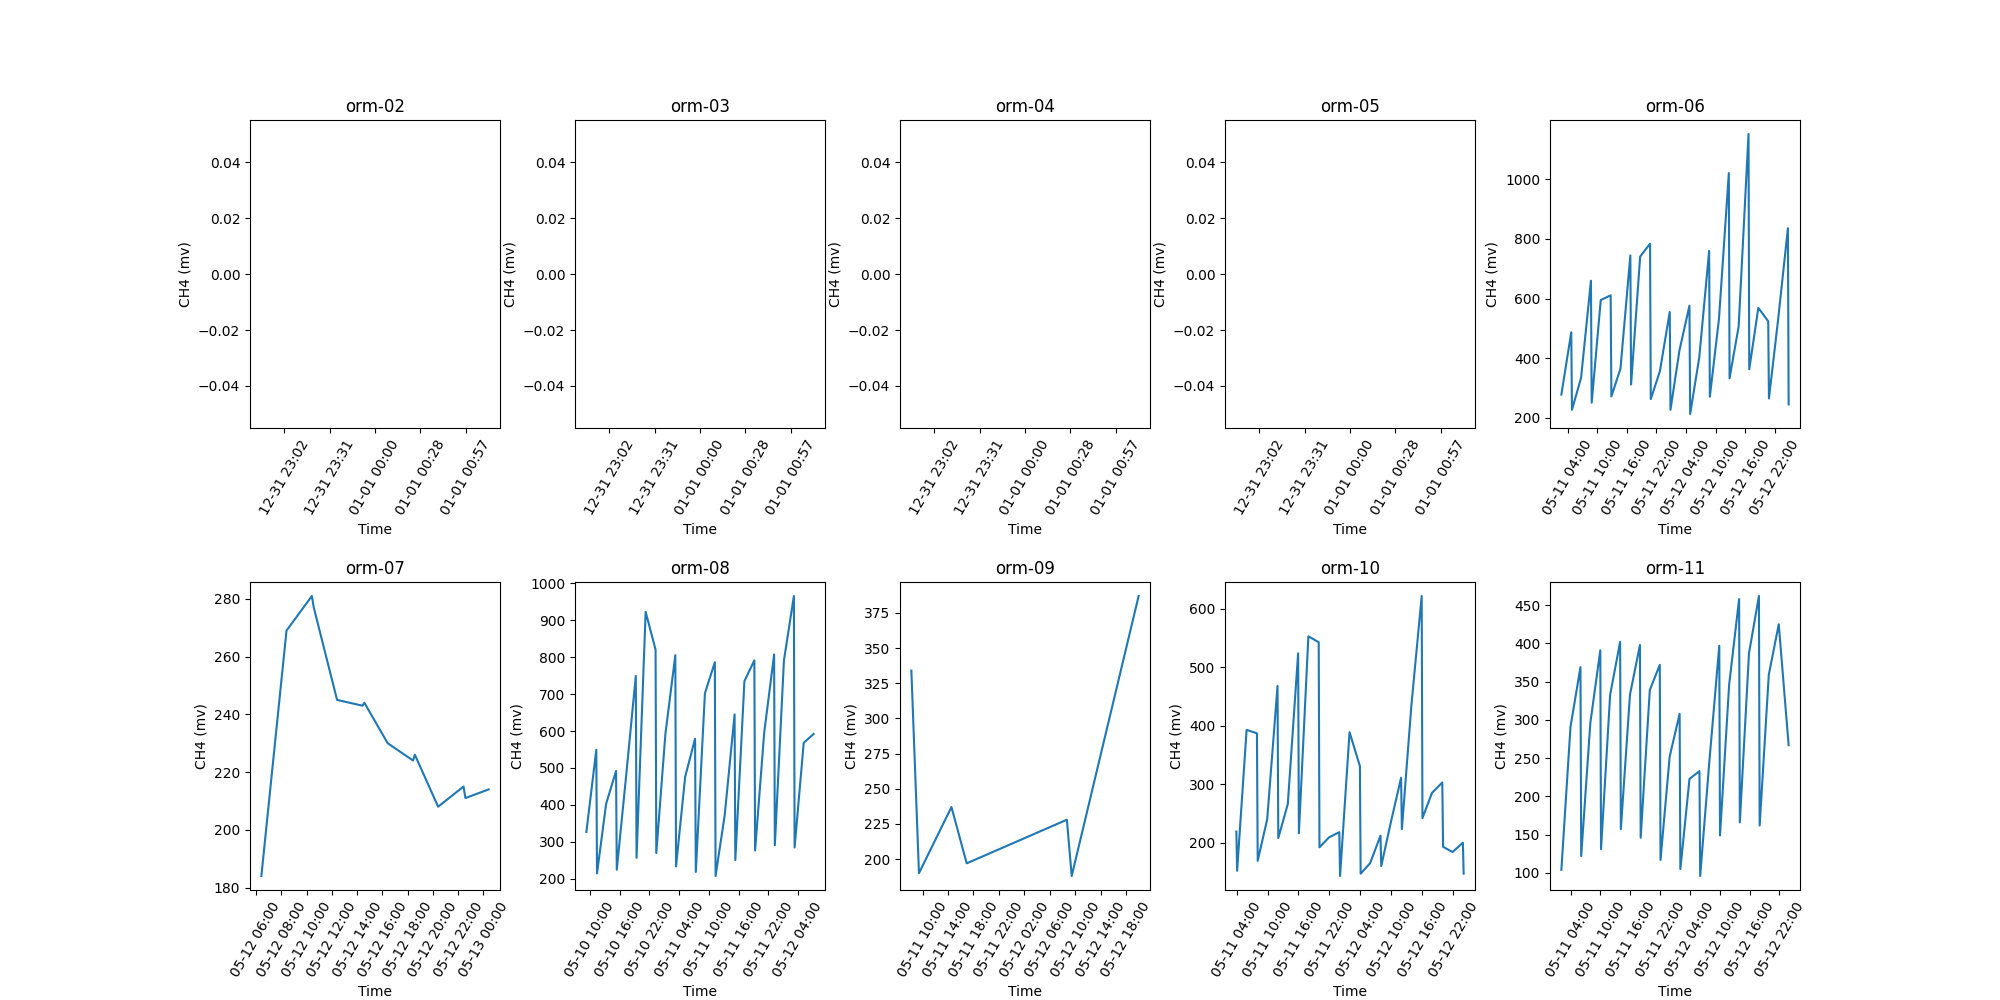 orm-02 orm-03 orm-04 orm-05 orm-06
0.04 0.04 0.04 0.04 1000
0.02 0.02 0.02 0.02 800
0.00 0.00 0.00 0.00 600
−0.02 −0.02 −0.02 −0.02 400
−0.04 −0.04 −0.04 −0.04 200
CH4 (mv) CH4 (mv) CH4 (mv) CH4 (mv) CH4 (mv)
12-31 23:02 12-31 23:31 01-01 00:00 01-01 00:28 01-01 00:57
12-31 23:02 12-31 23:31 01-01 00:00 01-01 00:28 01-01 00:57
12-31 23:02 12-31 23:31 01-01 00:00 01-01 00:28 01-01 00:57
12-31 23:02 12-31 23:31 01-01 00:00 01-01 00:28 01-01 00:57
05-11 04:00 05-11 10:00 05-11 16:00 05-11 22:00 05-12 04:00 05-12 10:00 05-12 16:00 05-12 22:00
Time Time Time Time Time
orm-07
280
260
240
220
200
180
CH4 (mv)
05-12 06:00 05-12 08:00 05-12 10:00 05-12 12:00 05-12 14:00 05-12 16:00 05-12 18:00 05-12 20:00 05-12 22:00 05-13 00:00
Time
orm-08
1000
900
800
700
600
500
400
300
200
CH4 (mv)
05-10 10:00 05-10 16:00 05-10 22:00 05-11 04:00 05-11 10:00 05-11 16:00 05-11 22:00 05-12 04:00
Time
orm-09
375
350
325
300
275
250
225
200
CH4 (mv)
05-11 10:00 05-11 14:00 05-11 18:00 05-11 22:00 05-12 02:00 05-12 06:00 05-12 10:00 05-12 14:00 05-12 18:00
Time
orm-10
600
500
400
300
200
CH4 (mv)
05-11 04:00 05-11 10:00 05-11 16:00 05-11 22:00 05-12 04:00 05-12 10:00 05-12 16:00 05-12 22:00
Time
orm-11
450
400
350
300
250
200
150
100
CH4 (mv)
05-11 04:00 05-11 10:00 05-11 16:00 05-11 22:00 05-12 04:00 05-12 10:00 05-12 16:00 05-12 22:00
Time